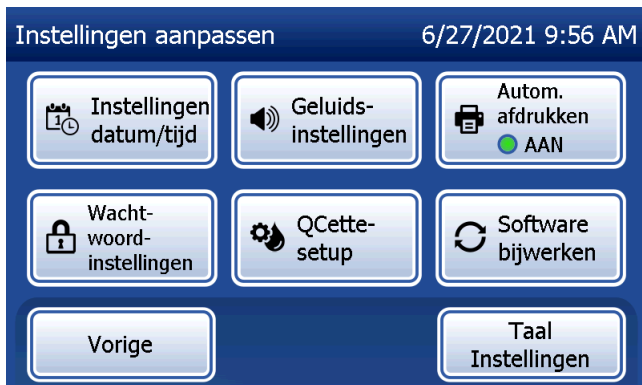 Instellingen aanpassen 6/27/2021 9:56 AM
Instellingen
datum/tijd
Geluids-
instellingen
Autom.
afdrukken
AAN
Wacht-
woord-
instellingen
QCette-
setup
Software
bijwerken
Vorige
Taal
Instellingen